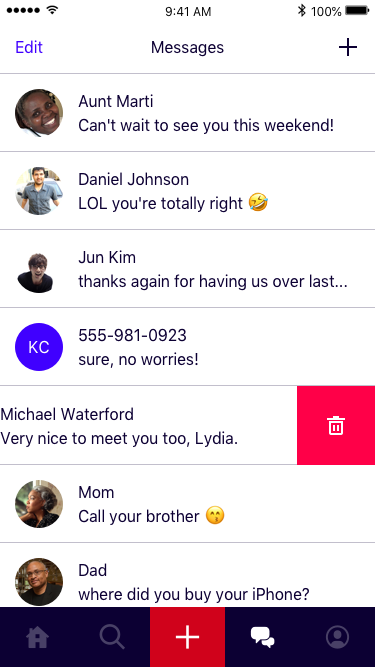 9:41 AM 100%
Edit Messages
Aunt Marti
Can't wait to see you this weekend!
Daniel Johnson
LOL you're totally right 🤣
Jun Kim
thanks again for having us over last...
KC 555-981-0923
sure, no worries!
Michael Waterford
Very nice to meet you too, Lydia.
Mom
Call your brother 😙
Dad
where did you buy your iPhone?